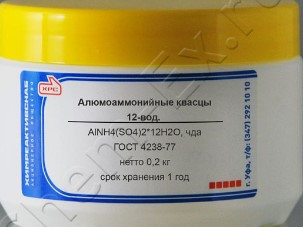 ХРС
ХИМРЕАКТИВСНАБ
Алюмоаммонийные квасцы
12-вод.
AlNH4(SO4)2*12H2O, чда
ГОСТ 4238-77
нетто 0,2 кг
срок хранения 1 год
г. Уфа, т/ф: (347) 292 10 10